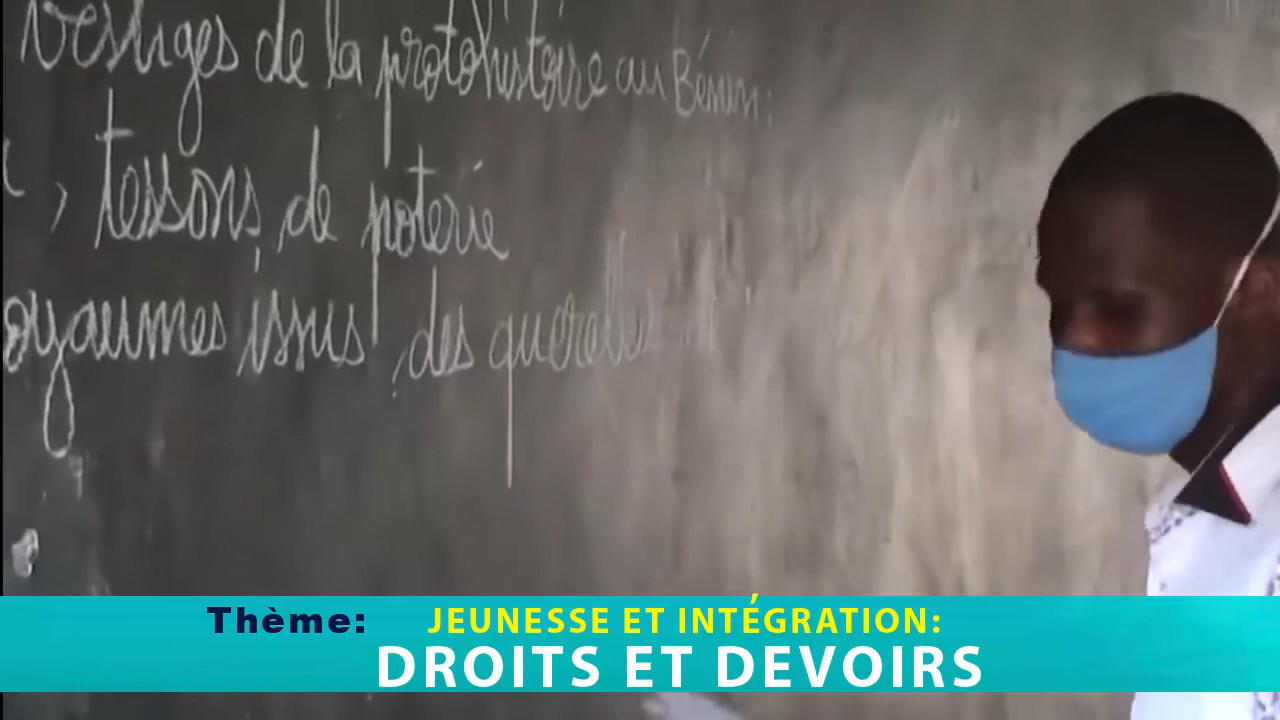 Vestiges de la protohistoire au Bénin:
, tessons de poterie
oyaumes issus des querelles
Thème: JEUNESSE ET INTÉGRATION:
DROITS ET DEVOIRS